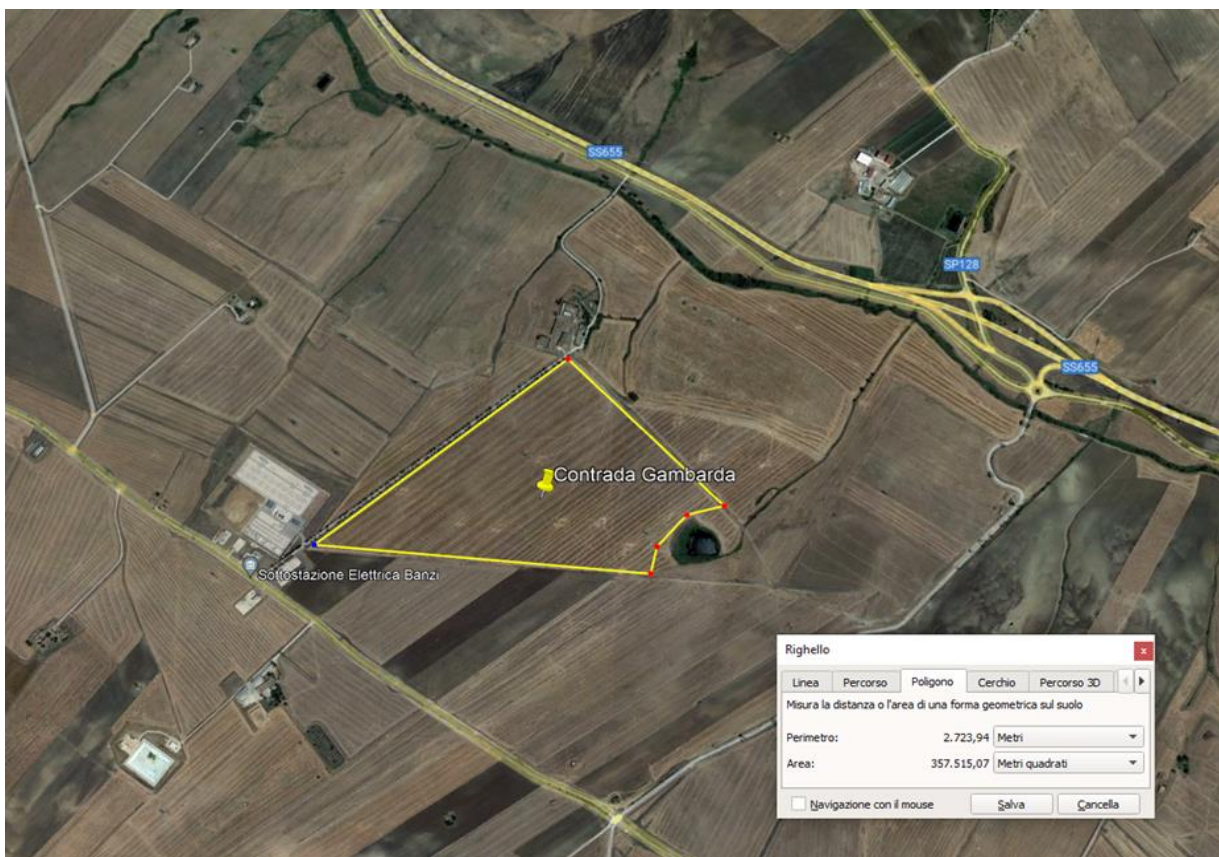 SS655
SP128
SS655
Contrada Gambarda
Sottostazione Elettrica Banzi
Righello
x
Linea Percorso Poligono Cerchio Percorso 3D
Misura la distanza o l'area di una forma geometrica sul suolo
Perimetro: 2.723,94 Metri
Area: 357.515,07 Metri quadrati
Navigazione con il mouse Salva Cancella